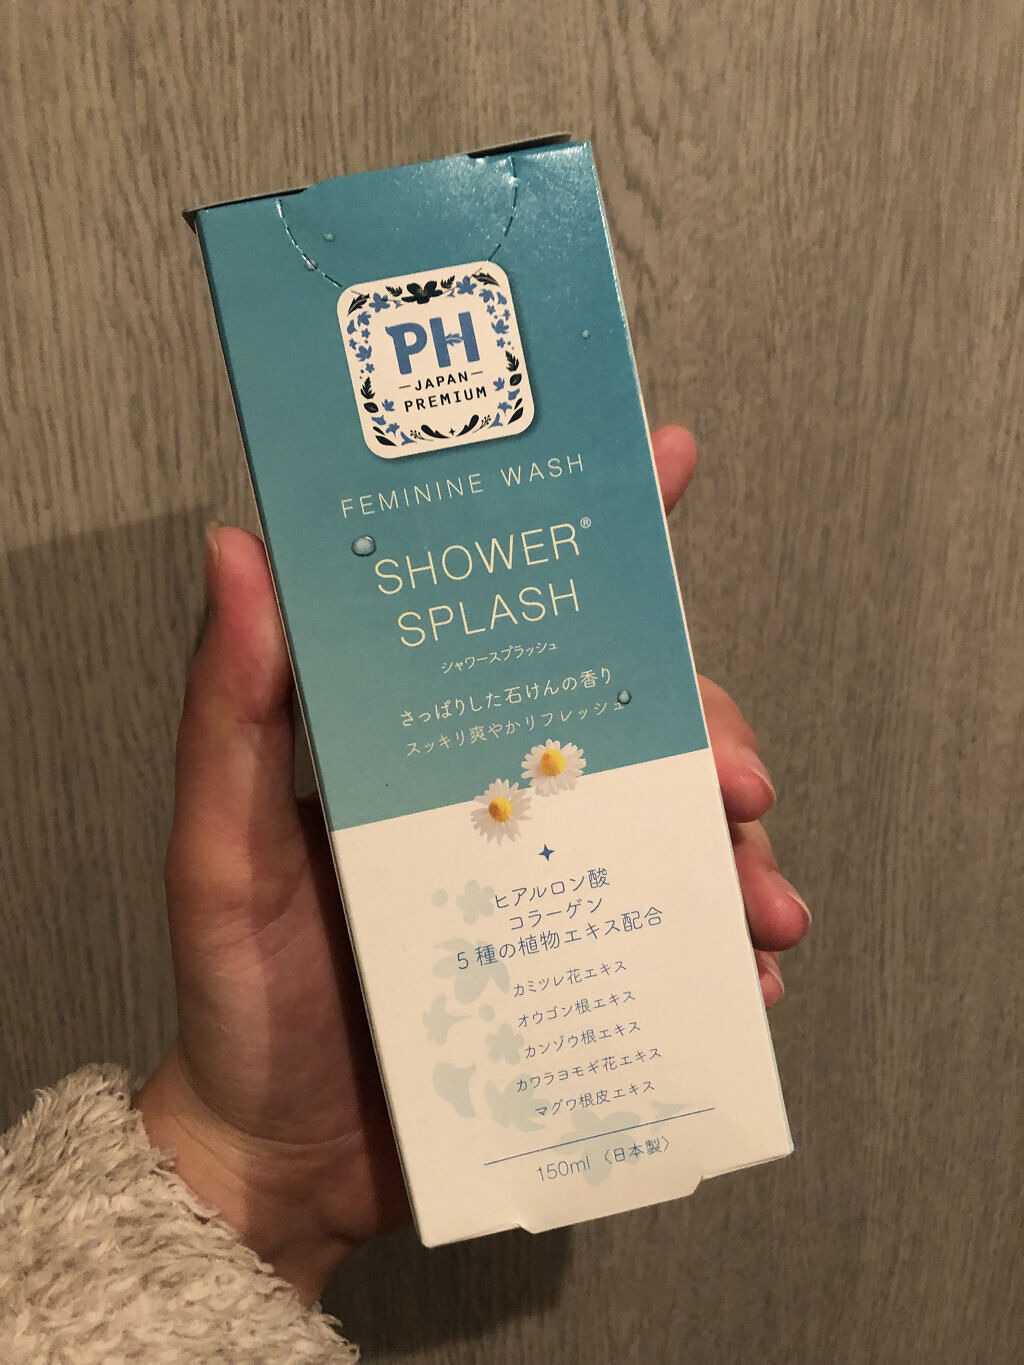 PH
JAPAN
PREMIUM
FEMININE WASH
SHOWER®
SPLASH
シャワースプラッシュ
さっぱりした石けんの香り
スッキリ爽やかリフレッシュ
ヒアルロン酸
コラーゲン
5種の植物エキス配合
カミツレ花エキス
オウゴン根エキス
カンゾウ根エキス
カワラヨモギ花エキス
マグワ根皮エキス
150ml 〈日本製〉